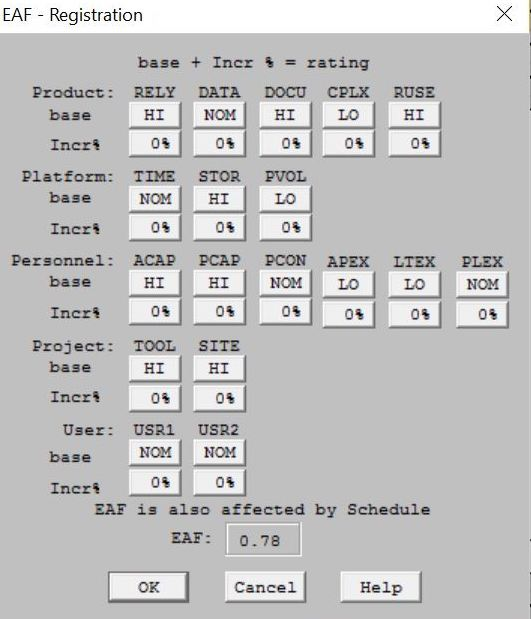 EAF - Registration
base + Incr % = rating
Product: RELY DATA DOCU CPLX RUSE
base HI NOM HI LO HI
Incr% 0% 0% 0% 0% 0%
Platform: TIME STOR PVOL
base NOM HI LO
Incr% 0% 0% 0%
Personnel: ACAP PCAP PCON APEX LTEX PLEX
base HI HI NOM LO LO NOM
Incr% 0% 0% 0% 0% 0% 0%
Project: TOOL SITE
base HI HI
Incr% 0% 0%
User: USR1 USR2
base NOM NOM
Incr% 0% 0%
EAF is also affected by Schedule
EAF: 0.78
OK Cancel Help